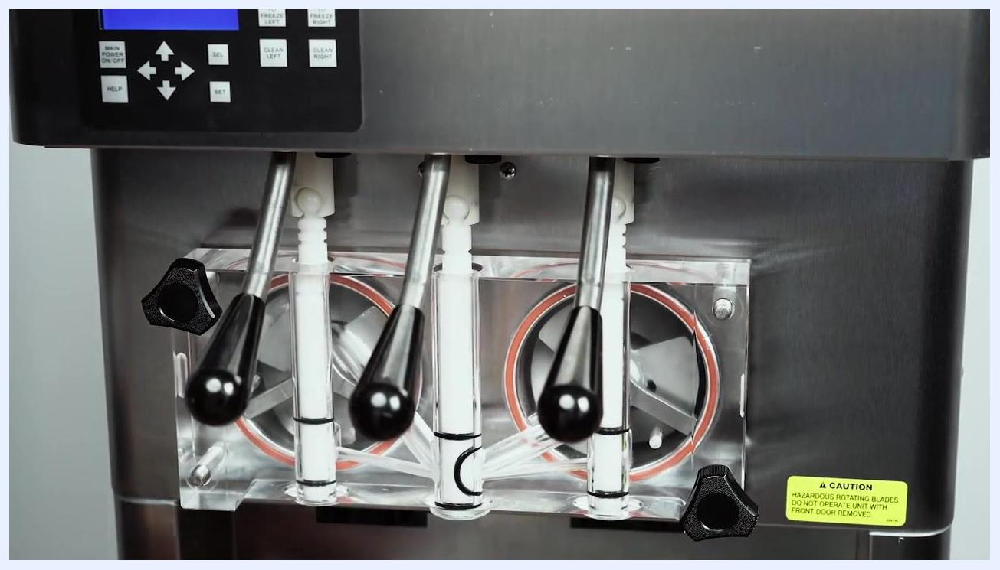 FREEZE
LEFT
FREEZE
RIGHT
MAIN
POWER
ON/OFF
SEL
CLEAN
LEFT
CLEAN
RIGHT
HELP
SET
⚠ CAUTION
HAZARDOUS ROTATING BLADES.
DO NOT OPERATE UNIT WITH
FRONT DOOR REMOVED.